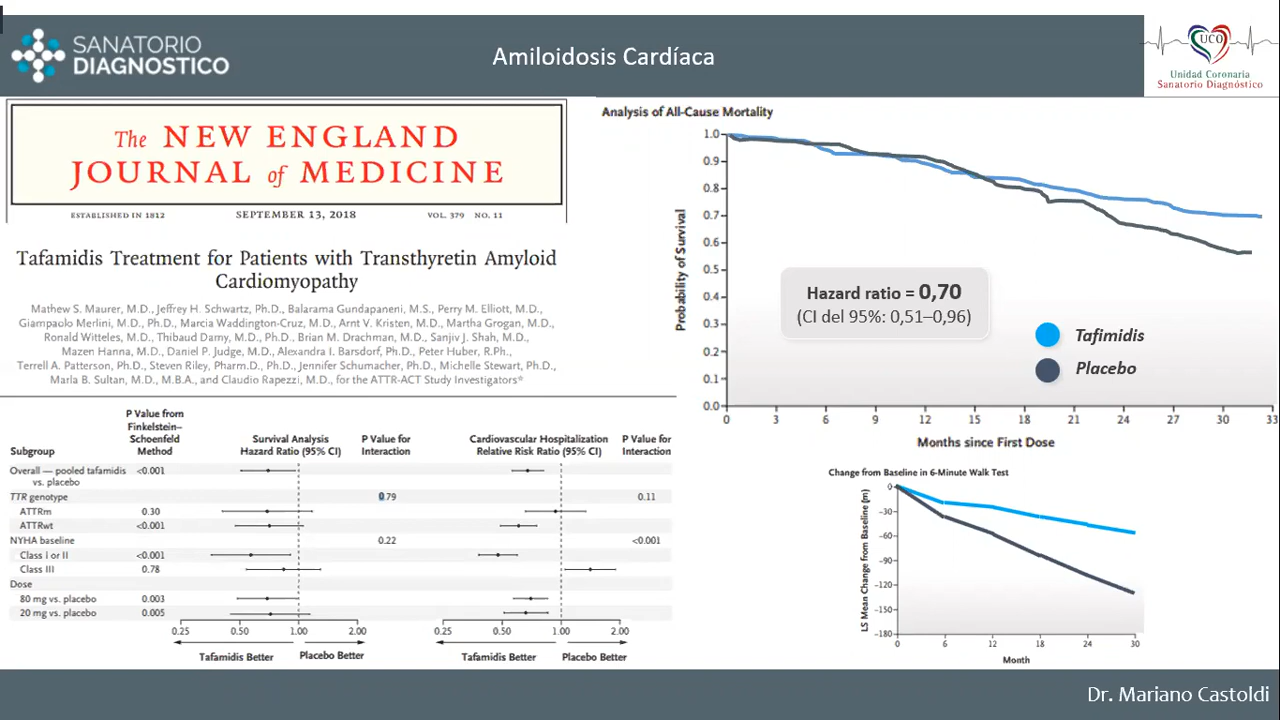 SANATORIO
DIAGNOSTICO
Amiloidosis Cardíaca
UCO
Unidad Coronaria
Sanatorio Diagnóstico
The NEW ENGLAND
JOURNAL of MEDICINE
ESTABLISHED IN 1812 SEPTEMBER 13, 2018 VOL. 379 NO. 11
Tafamidis Treatment for Patients with Transthyretin Amyloid
Cardiomyopathy
Mathew S. Maurer, M.D., Jeffrey H. Schwartz, Ph.D., Balarama Gundapaneni, M.S., Perry M. Elliott, M.D.,
Giampaolo Merlini, M.D., Ph.D., Marcia Waddington-Cruz, M.D., Arnt V. Kristen, M.D., Martha Grogan, M.D.,
Ronald Witteles, M.D., Thibaud Damy, M.D., Ph.D., Brian M. Drachman, M.D., Sanjiv J. Shah, M.D.,
Mazen Hanna, M.D., Daniel P. Judge, M.D., Alexandra I. Barsdorf, Ph.D., Peter Huber, R.Ph.,
Terrell A. Patterson, Ph.D., Steven Riley, Pharm.D., Ph.D., Jennifer Schumacher, Ph.D., Michelle Stewart, Ph.D.,
Marla B. Sultan, M.D., M.B.A., and Claudio Rapezzi, M.D., for the ATTR-ACT Study Investigators*
P Value from
Finkelstein–
Schoenfeld
Method
Subgroup
Survival Analysis
Hazard Ratio (95% CI)
P Value for
Interaction
Cardiovascular Hospitalization
Relative Risk Ratio (95% CI)
P Value for
Interaction
Overall — pooled tafamidis <0.001
vs. placebo
TTR genotype 0.79 0.11
ATTRm 0.30
ATTRwt <0.001
NYHA baseline 0.22 <0.001
Class I or II <0.001
Class III 0.78
Dose
80 mg vs. placebo 0.003
20 mg vs. placebo 0.005
0.25 0.50 1.00 2.00 0.25 0.50 1.00 2.00
Tafamidis Better Placebo Better Tafamidis Better Placebo Better
Analysis of All-Cause Mortality
Probability of Survival
1.0
0.9
0.8
0.7
0.6
0.5
0.4
0.3
0.2
0.1
0.0
0 3 6 9 12 15 18 21 24 27 30 33
Months since First Dose
Hazard ratio = 0,70
(CI del 95%: 0,51–0,96)
Tafimidis
Placebo
Change from Baseline in 6-Minute Walk Test
LS Mean Change from Baseline (m)
0
-30
-60
-90
-120
-150
-180
0 6 12 18 24 30
Month
Dr. Mariano Castoldi